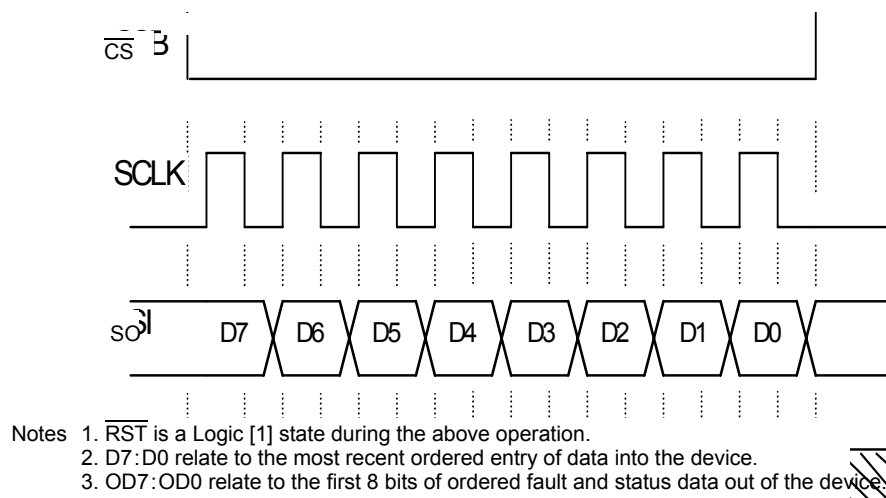 CS B
SCLK
SO SI
D7 D6 D5 D4 D3 D2 D1 D0
Notes 1. RST is a Logic [1] state during the above operation.
2. D7:D0 relate to the most recent ordered entry of data into the device.
3. OD7:OD0 relate to the first 8 bits of ordered fault and status data out of the device.